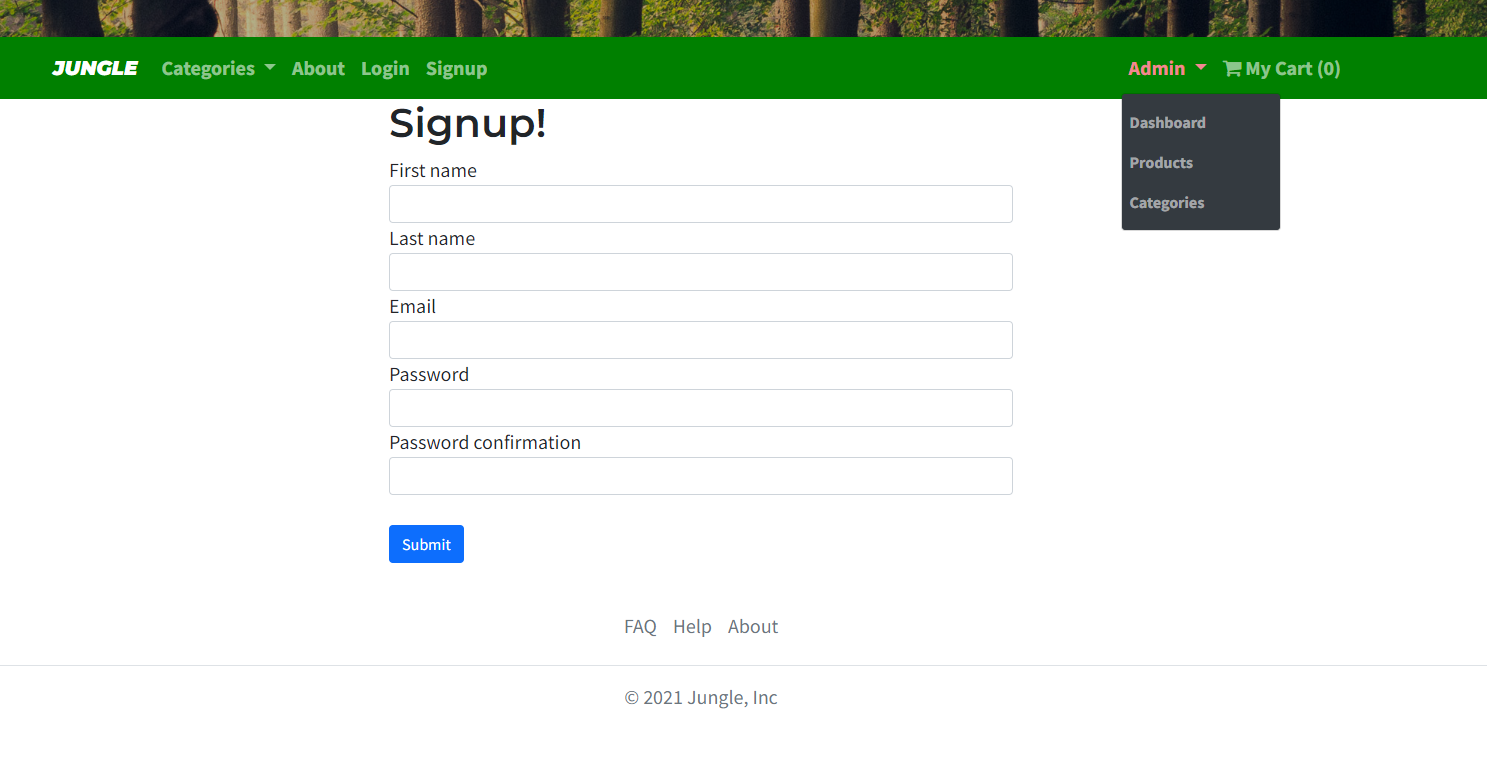 JUNGLE Categories About Login Signup Admin My Cart (0)
Dashboard
Products
Categories
Signup!
First name
Last name
Email
Password
Password confirmation
Submit
FAQ Help About
© 2021 Jungle, Inc